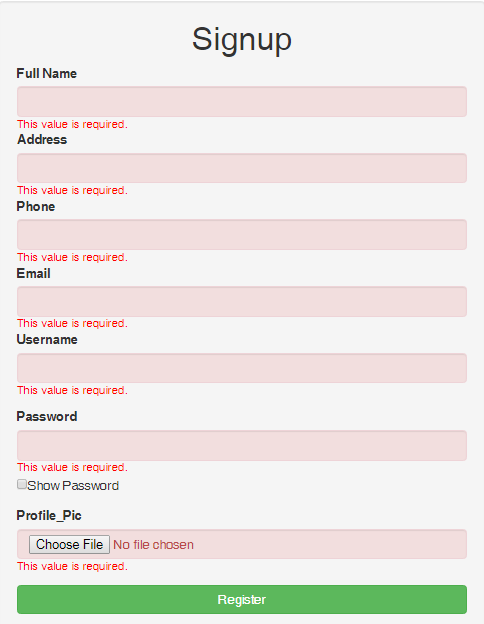 Signup
Full Name
This value is required.
Address
This value is required.
Phone
This value is required.
Email
This value is required.
Username
This value is required.
Password
This value is required.
Show Password
Profile_Pic
Choose File No file chosen
This value is required.
Register